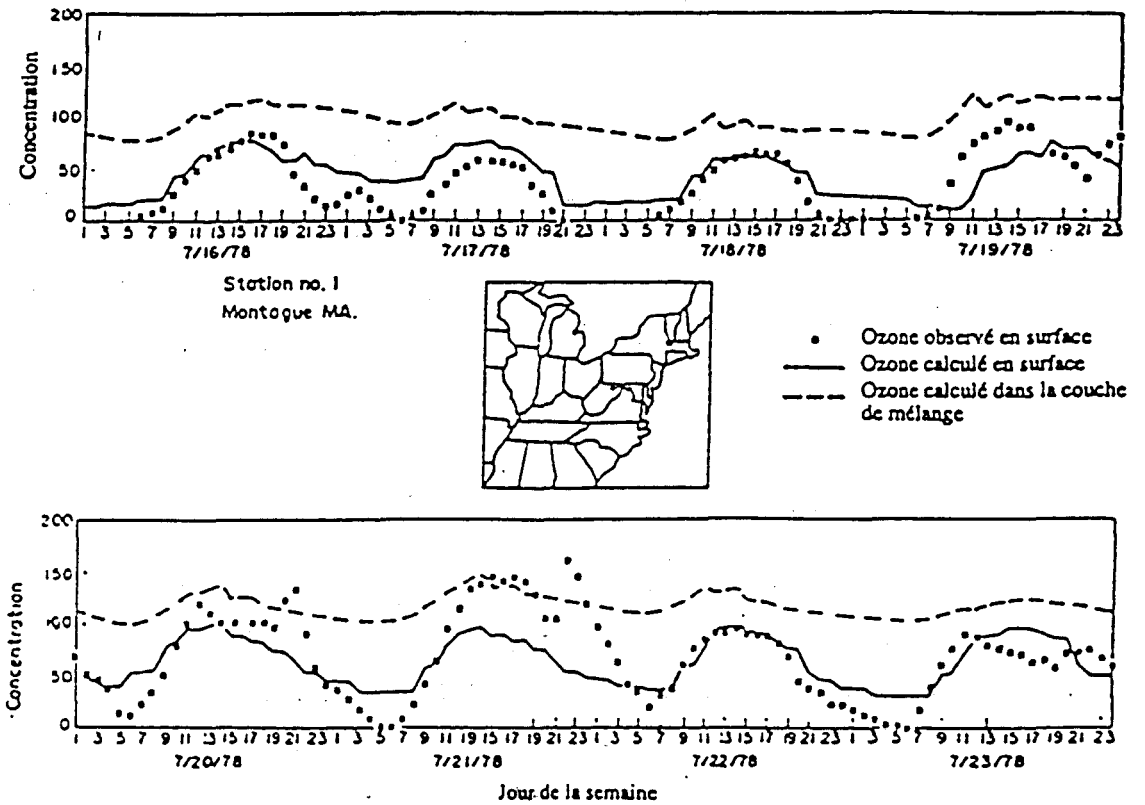 200
150
100
50
0
Concentration
1 3 5 7 9 11 13 15 17 19 21 23 1 3 5 7 9 11 13 15 17 19 21 23 1 3 5 7 9 11 13 15 17 19 21 23 1 3 5 7 9 11 13 15 17 19 21 23
7/16/78 7/17/78 7/18/78 7/19/78
Station no. 1
Montague MA.
Ozone observé en surface
Ozone calculé en surface
Ozone calculé dans la couche
de mélange
200
150
100
50
0
Concentration
1 3 5 7 9 11 13 15 17 19 21 23 1 3 5 7 9 11 13 15 17 19 21 23 1 3 5 7 9 11 13 15 17 19 21 23 1 3 5 7 9 11 13 15 17 19 21 23
7/20/78 7/21/78 7/22/78 7/23/78
Jour de la semaine